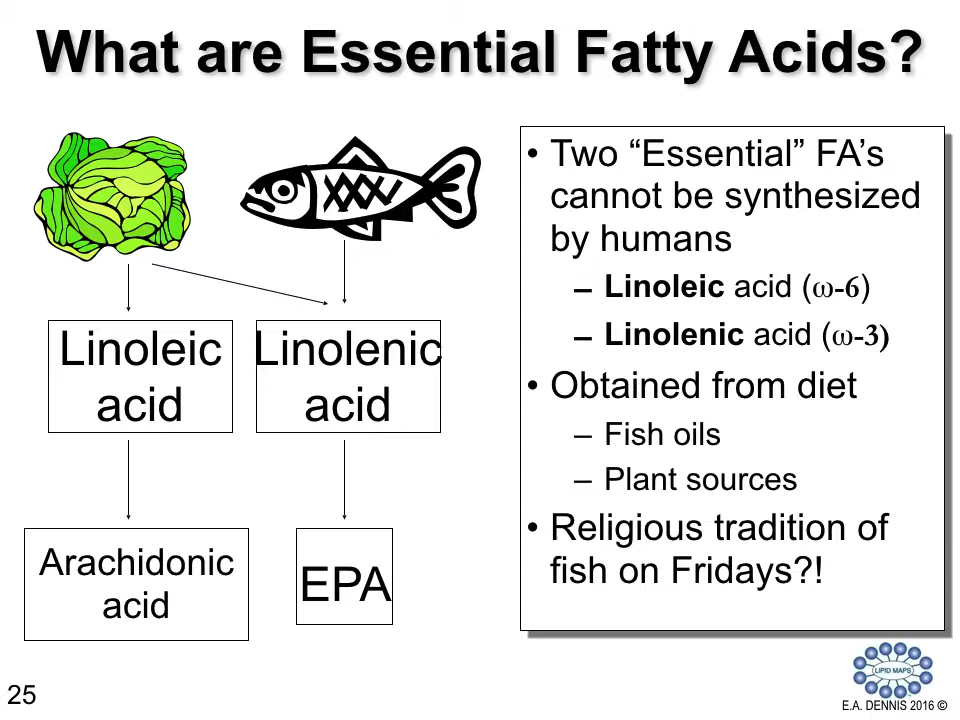 What are Essential Fatty Acids?
Linoleic
acid
Linolenic
acid
Arachidonic
acid
EPA
• Two “Essential” FA’s
cannot be synthesized
by humans
– Linoleic acid (ω-6)
– Linolenic acid (ω-3)
• Obtained from diet
– Fish oils
– Plant sources
• Religious tradition of
fish on Fridays?!
25
LIPID MAPS
E.A. DENNIS 2016 ©